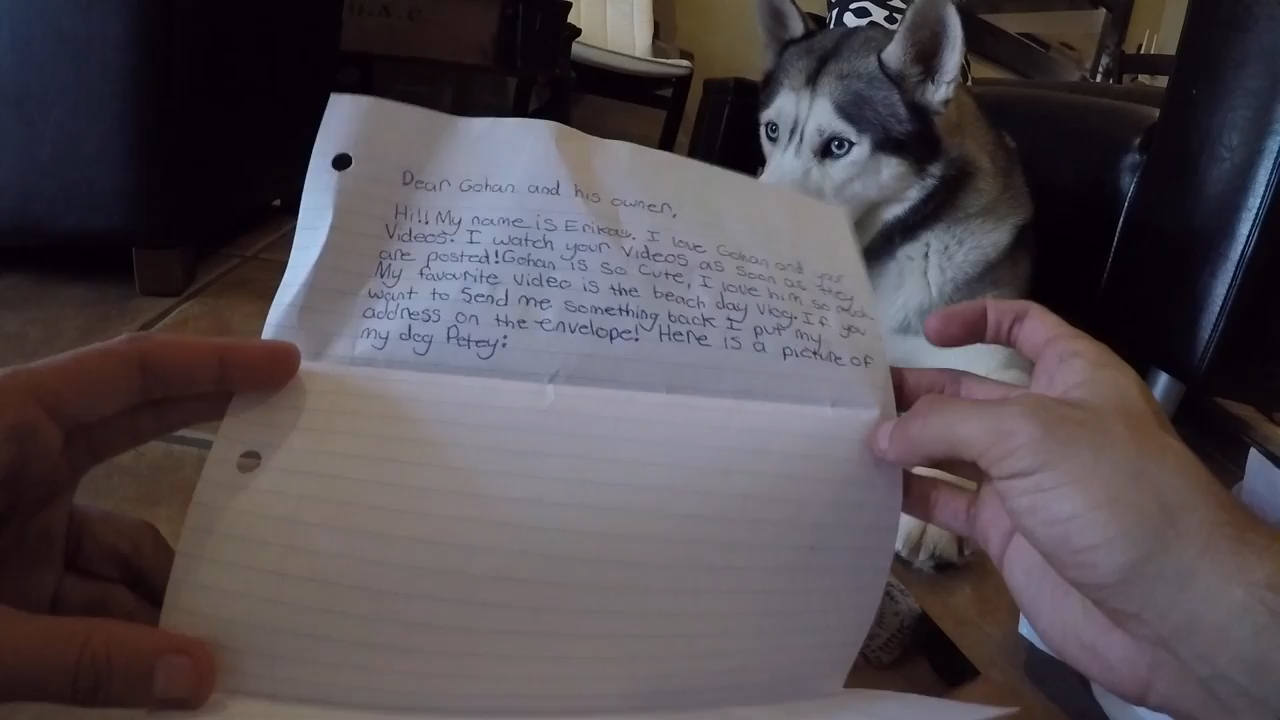 Dear Gohan and his owner,
Hi!! My name is Erika. I love Gohan and your
Videos. I watch your videos as soon as they
are posted! Gohan is so cute, I love him so much
My favourite video is the beach day Vlog. If you
want to send me something back I put my
address on the envelope! Here is a picture of
my dog Petey: